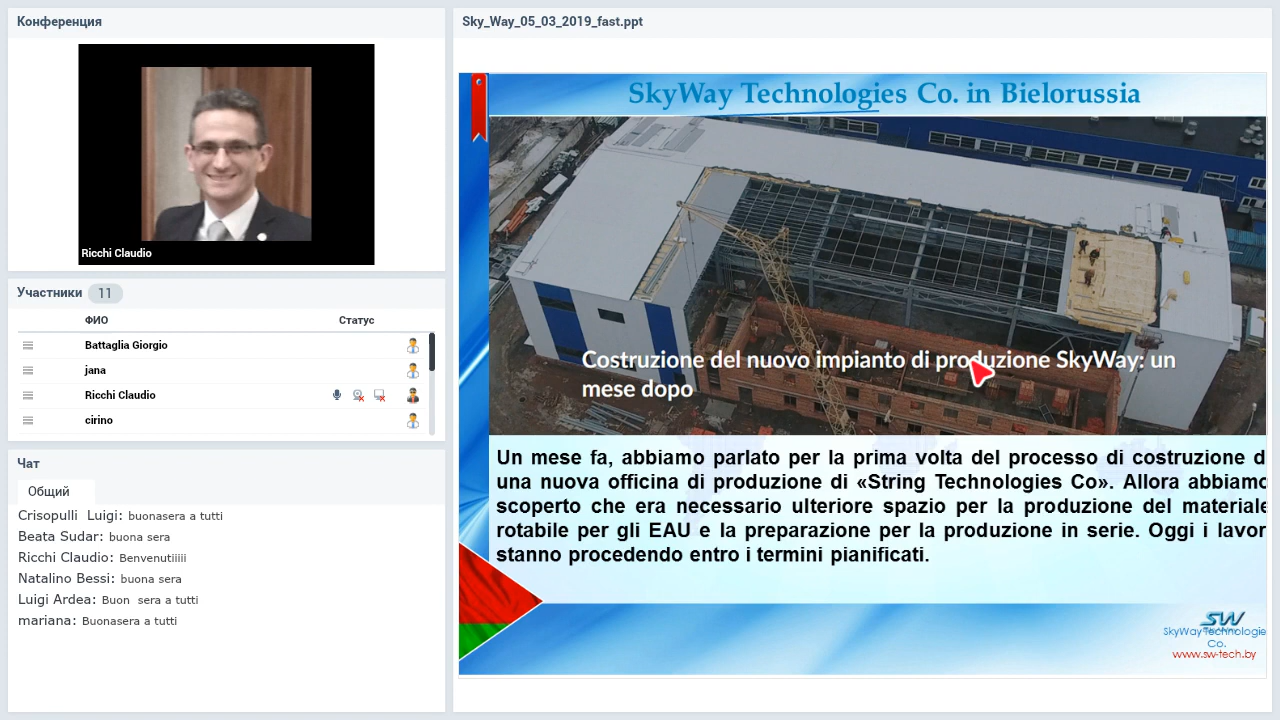 Конференция
Ricchi Claudio
Участники 11
ФИО Статус
Battaglia Giorgio
jana
Ricchi Claudio
cirino
Чат
Общий
Crisopulli Luigi: buonasera a tutti
Beata Sudar: buona sera
Ricchi Claudio: Benvenutiiiii
Natalino Bessi: buona sera
Luigi Ardea: Buon sera a tutti
mariana: Buonasera a tutti
Sky_Way_05_03_2019_fast.ppt
SkyWay Technologies Co. in Bielorussia
Costruzione del nuovo impianto di produzione SkyWay: un
mese dopo
Un mese fa, abbiamo parlato per la prima volta del processo di costruzione d
una nuova officina di produzione di «String Technologies Co». Allora abbiamo
scoperto che era necessario ulteriore spazio per la produzione del materiale
rotabile per gli EAU e la preparazione per la produzione in serie. Oggi i lavor
stanno procedendo entro i termini pianificati.
SW
SkyWay Technologie
Co.
www.sw-tech.by